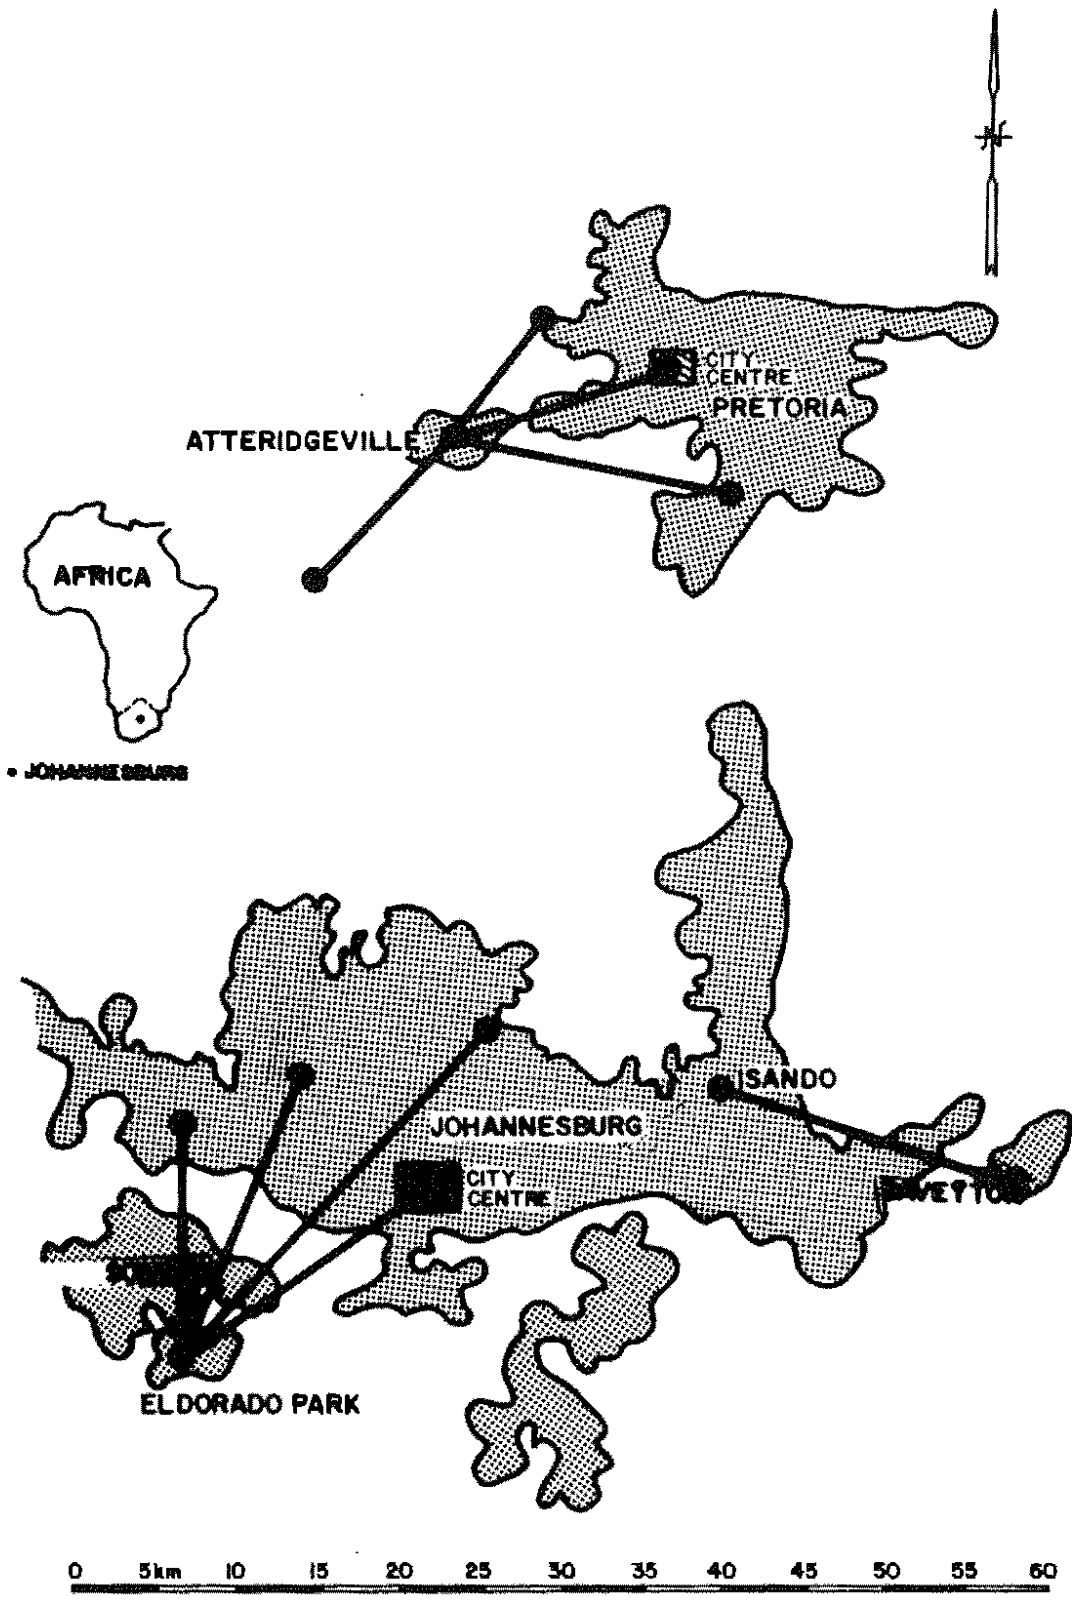 N
CITY
CENTRE
PRETORIA
ATTERIDGEVILLE
AFRICA
• JOHANNESBURG
ISANDO
JOHANNESBURG
CITY
CENTRE
ELDORADO PARK
0 5km 10 15 20 25 30 35 40 45 50 55 60